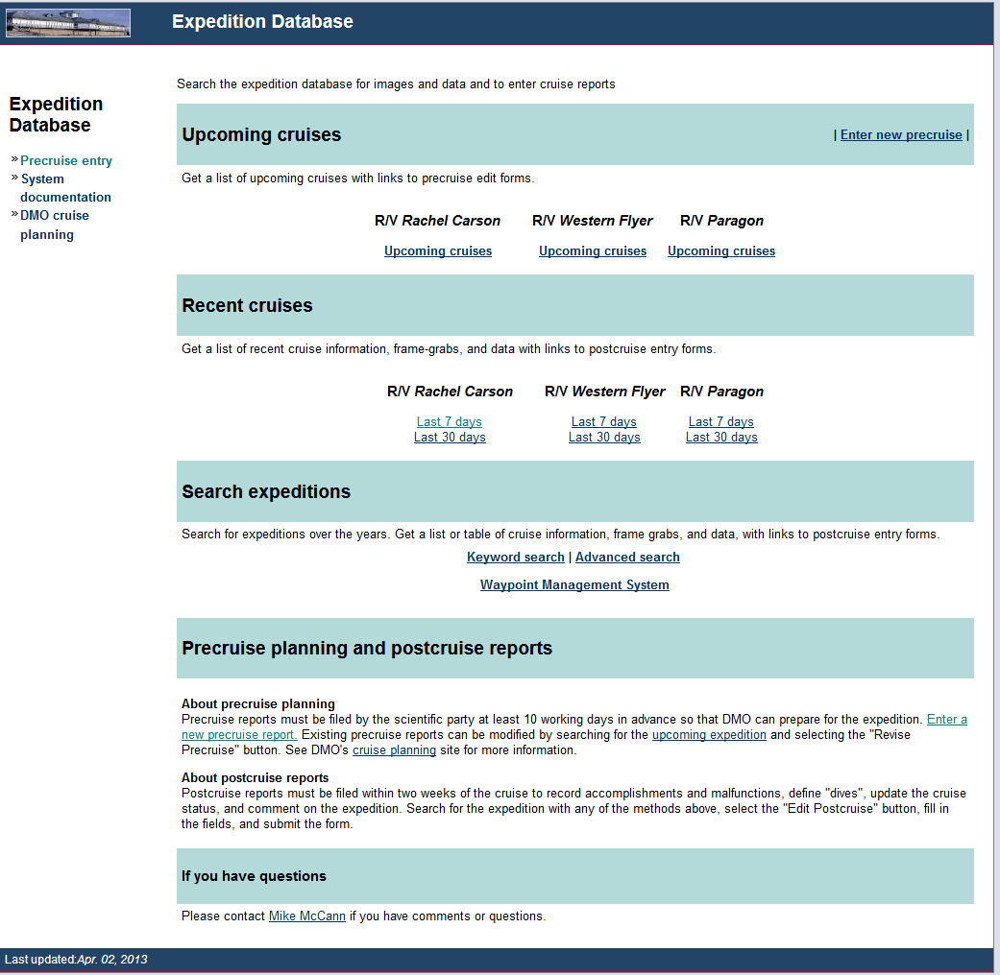 Expedition Database
Search the expedition database for images and data and to enter cruise reports
Expedition
Database
» Precruise entry
» System
documentation
» DMO cruise
planning
Upcoming cruises | Enter new precruise |
Get a list of upcoming cruises with links to precruise edit forms.
R/V Rachel Carson R/V Western Flyer R/V Paragon
Upcoming cruises Upcoming cruises Upcoming cruises
Recent cruises
Get a list of recent cruise information, frame-grabs, and data with links to postcruise entry forms.
R/V Rachel Carson R/V Western Flyer R/V Paragon
Last 7 days Last 7 days Last 7 days
Last 30 days Last 30 days Last 30 days
Search expeditions
Search for expeditions over the years. Get a list or table of cruise information, frame grabs, and data, with links to postcruise entry forms.
Keyword search | Advanced search
Waypoint Management System
Precruise planning and postcruise reports
About precruise planning
Precruise reports must be filed by the scientific party at least 10 working days in advance so that DMO can prepare for the expedition. Enter a
new precruise report. Existing precruise reports can be modified by searching for the upcoming expedition and selecting the "Revise
Precruise" button. See DMO's cruise planning site for more information.
About postcruise reports
Postcruise reports must be filed within two weeks of the cruise to record accomplishments and malfunctions, define "dives", update the cruise
status, and comment on the expedition. Search for the expedition with any of the methods above, select the "Edit Postcruise" button, fill in
the fields, and submit the form.
If you have questions
Please contact Mike McCann if you have comments or questions.
Last updated:Apr. 02, 2013